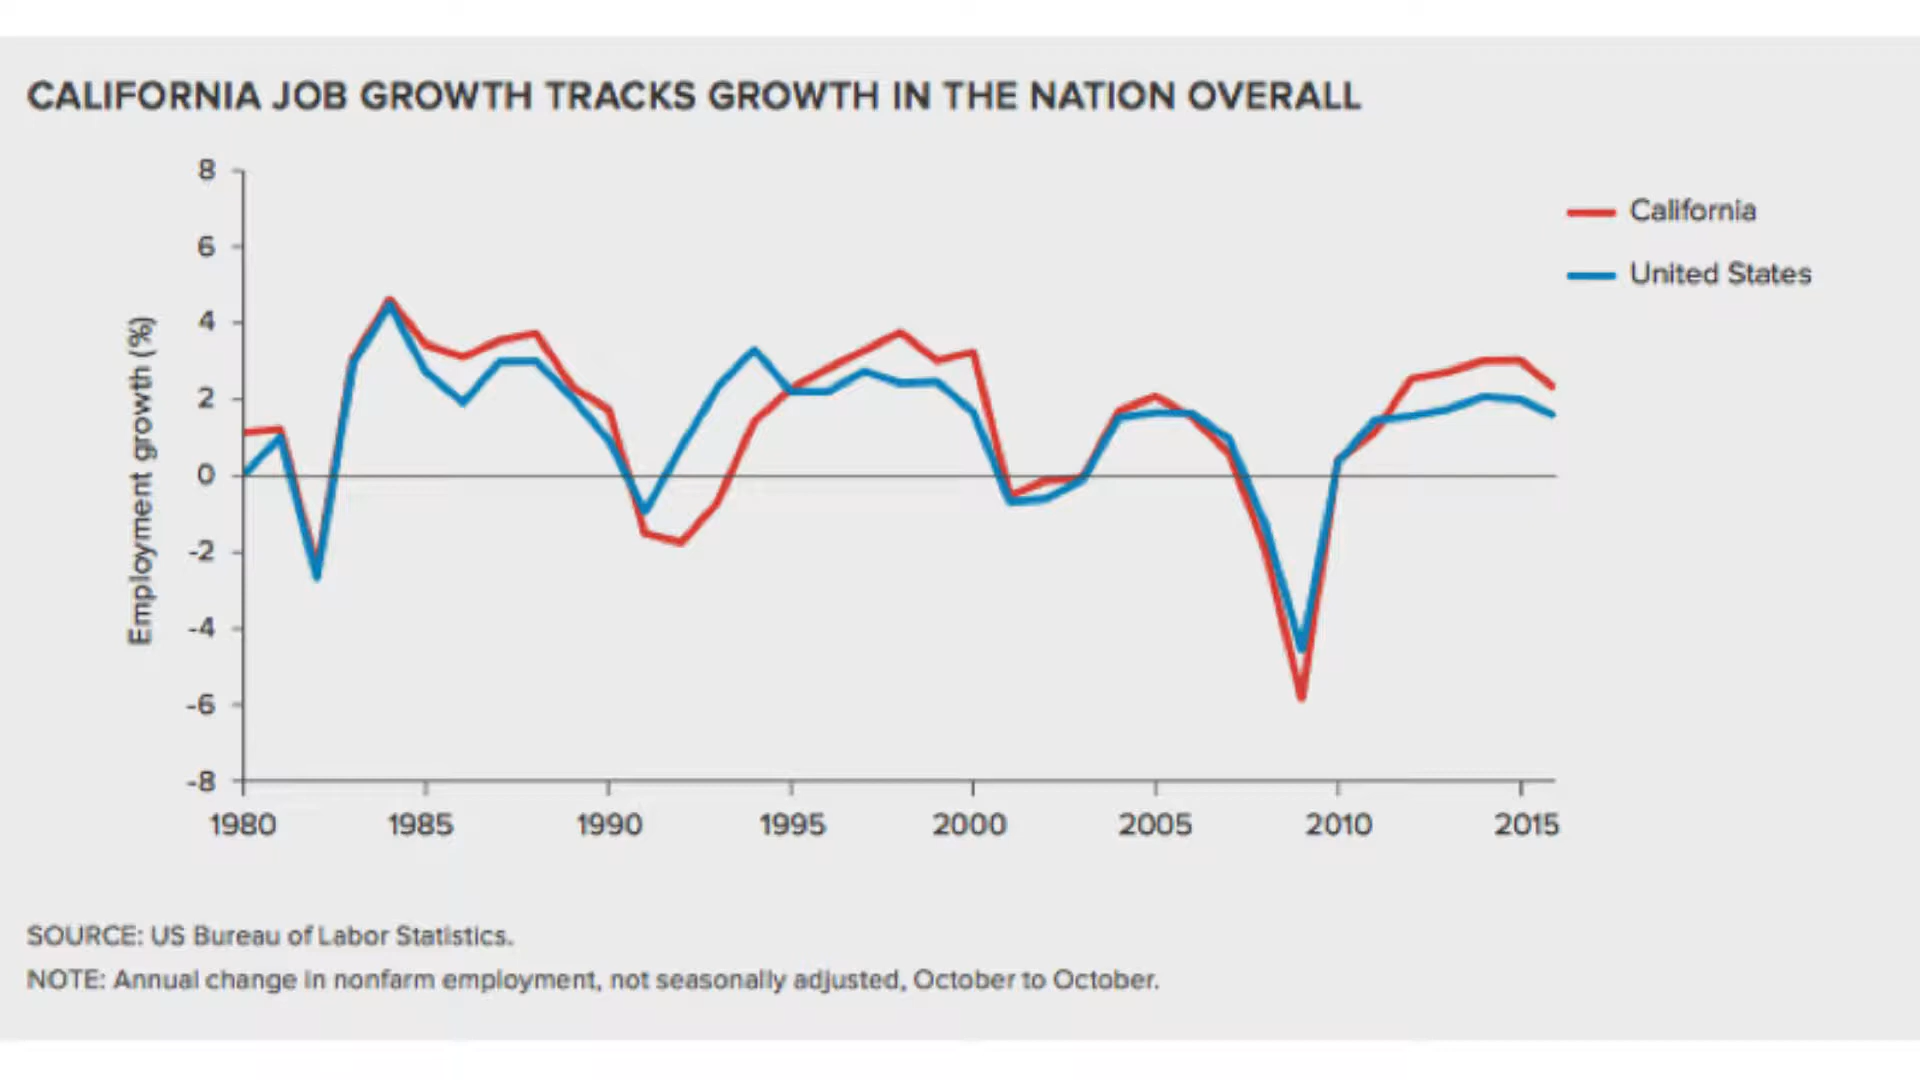 CALIFORNIA JOB GROWTH TRACKS GROWTH IN THE NATION OVERALL
8
6
4
2
0
-2
-4
-6
-8
Employment growth (%)
California
United States
1980 1985 1990 1995 2000 2005 2010 2015
SOURCE: US Bureau of Labor Statistics.
NOTE: Annual change in nonfarm employment, not seasonally adjusted, October to October.